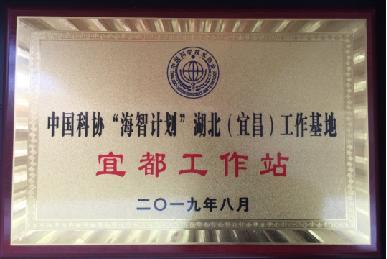 中国科协“海智计划”湖北（宜昌）工作基地
宜都工作站
二〇一九年八月